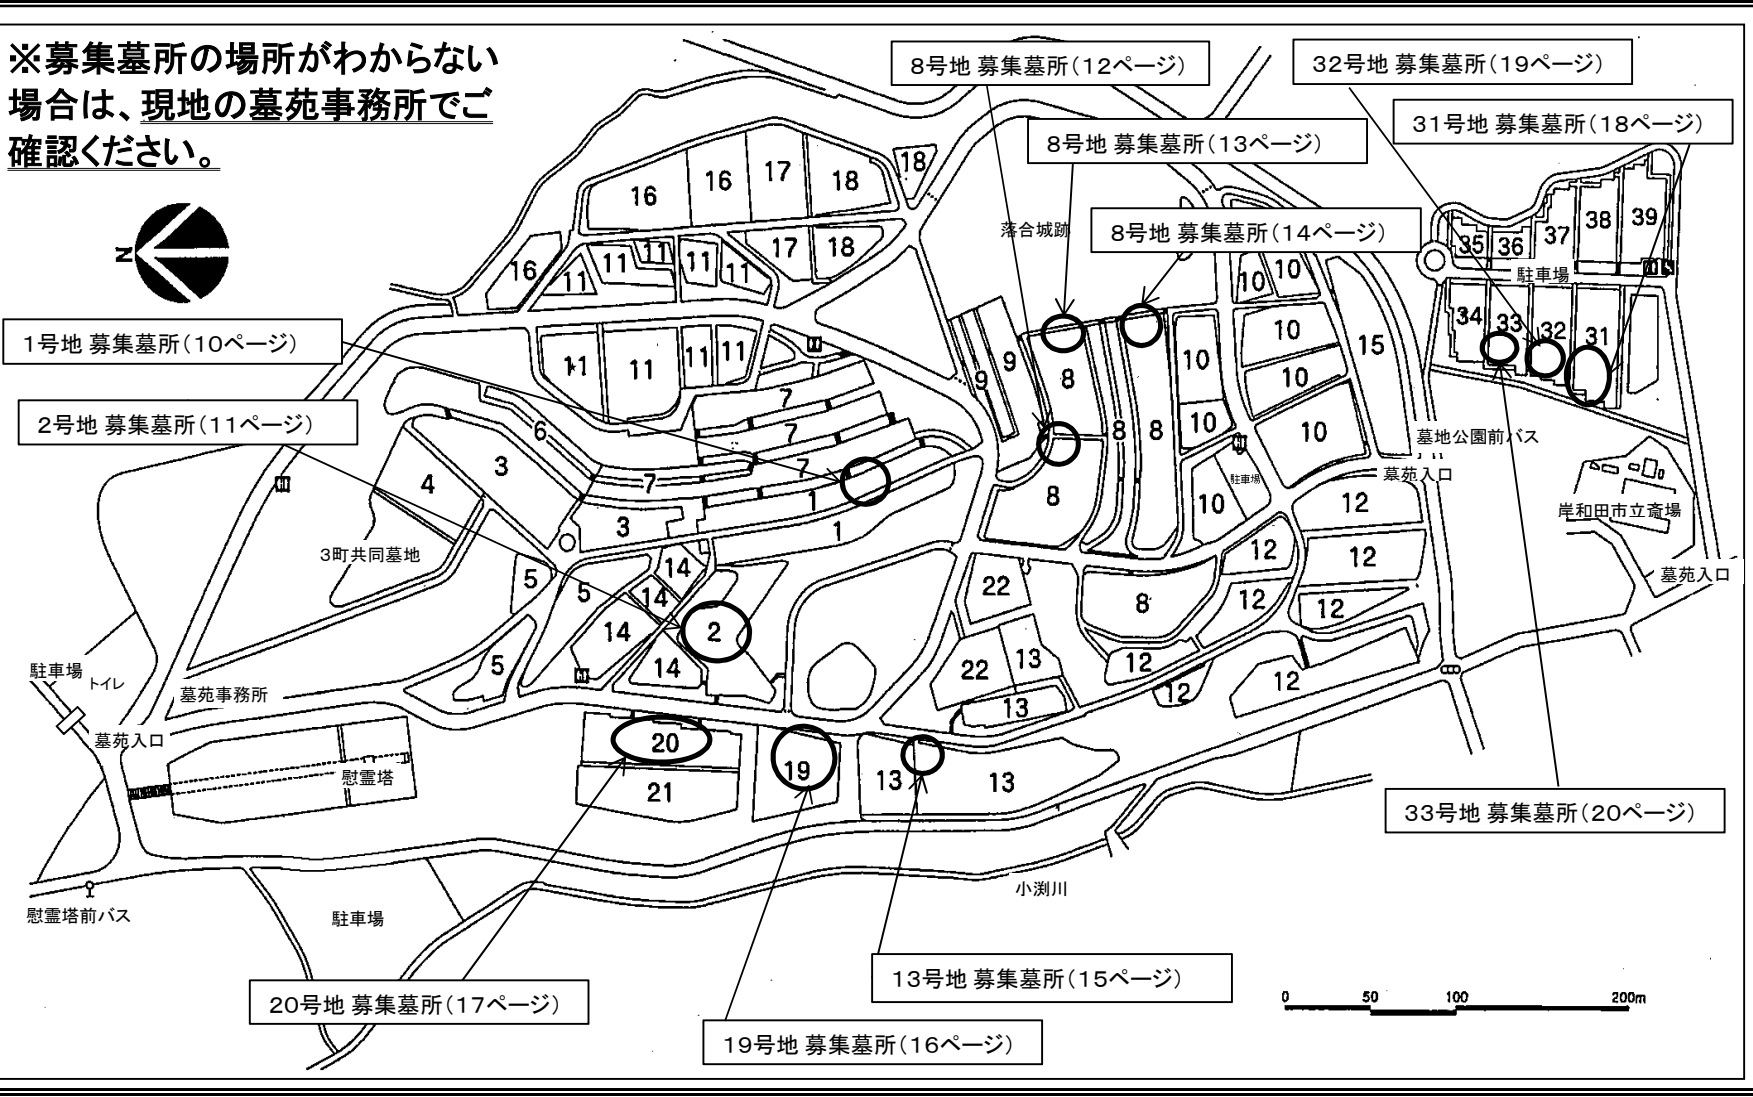 ※募集墓所の場所がわからない
場合は、現地の墓苑事務所でご
確認ください。
8号地 募集墓所(12ページ)
32号地 募集墓所(19ページ)
31号地 募集墓所(18ページ)
8号地 募集墓所(13ページ)
8号地 募集墓所(14ページ)
N
1号地 募集墓所(10ページ)
2号地 募集墓所(11ページ)
落合城跡
16
16
17
18
18
16
11
11
11
11
11
17
18
11
11
11
11
10
10
15
35
36
37
38
39
駐車場
34
33
32
31
9
9
8
8
8
8
10
10
10
10
10
10
駐車場
墓地公園前バス
墓苑入口
岸和田市立斎場
墓苑入口
7
7
7
7
6
3
4
3
1
1
3町共同墓地
5
5
5
14
14
14
14
2
22
22
13
13
8
12
12
12
12
12
12
12
12
駐車場
トイレ
墓苑事務所
墓苑入口
慰霊塔
20
21
19
13
13
33号地 募集墓所(20ページ)
慰霊塔前バス
駐車場
小渕川
13号地 募集墓所(15ページ)
20号地 募集墓所(17ページ)
19号地 募集墓所(16ページ)
0 50 100 200m